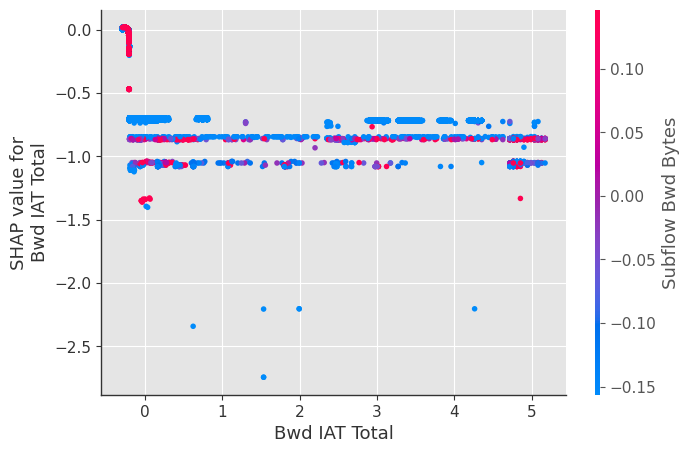 0.0
−0.5
−1.0
−1.5
−2.0
−2.5
SHAP value for
Bwd IAT Total
0 1 2 3 4 5
Bwd IAT Total
0.10
0.05
0.00
−0.05
−0.10
−0.15
Subflow Bwd Bytes